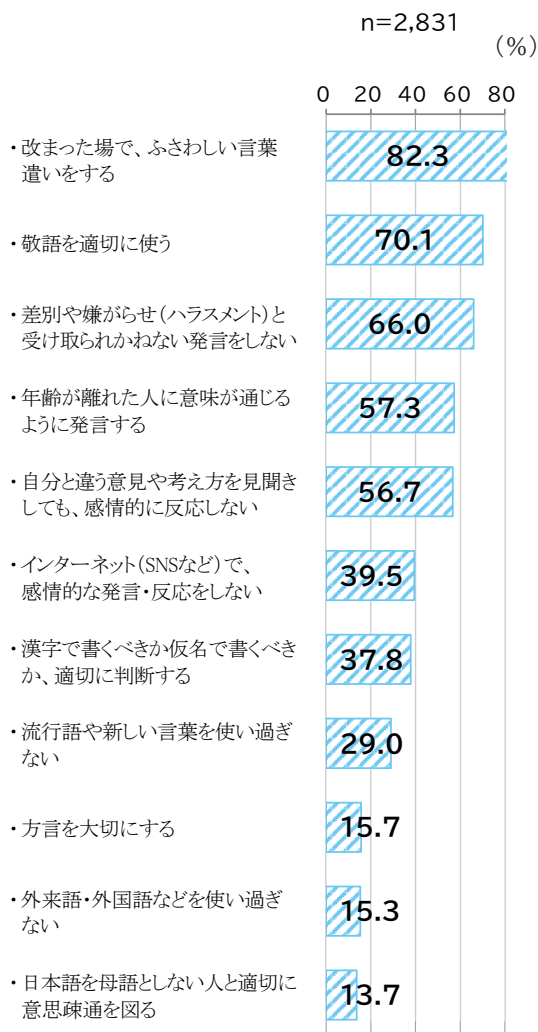 n=2,831
(%)
0 20 40 60 80
・改まった場で、ふさわしい言葉
遣いをする
82.3
・敬語を適切に使う
70.1
・差別や嫌がらせ(ハラスメント)と
受け取られかねない発言をしない
66.0
・年齢が離れた人に意味が通じる
ように発言する
57.3
・自分と違う意見や考え方を見聞き
しても、感情的に反応しない
56.7
・インターネット(SNSなど)で、
感情的な発言・反応をしない
39.5
・漢字で書くべきか仮名で書くべき
か、適切に判断する
37.8
・流行語や新しい言葉を使い過ぎ
ない
29.0
・方言を大切にする
15.7
・外来語・外国語などを使い過ぎ
ない
15.3
・日本語を母語としない人と適切に
意思疎通を図る
13.7